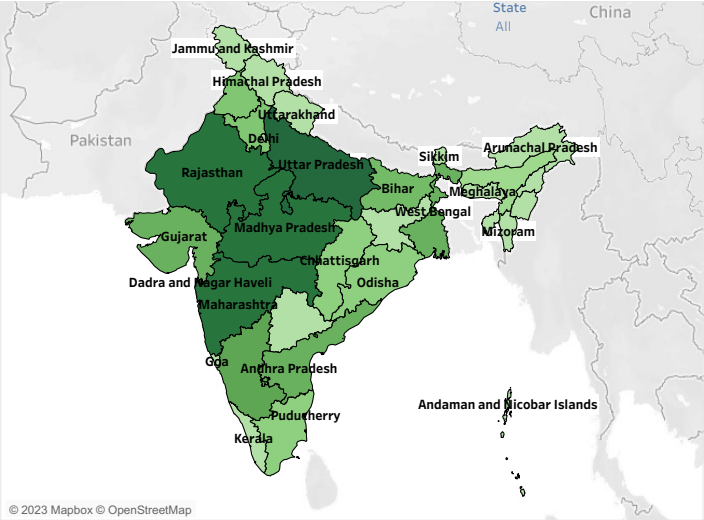 State
All
China
Jammu and Kashmir
Himachal Pradesh
Uttarakhand
Pakistan
Delhi
Arunachal Pradesh
Sikkim
Uttar Pradesh
Rajasthan
Bihar
Meghalaya
West Bengal
Madhya Pradesh
Mizoram
Gujarat
Chhattisgarh
Dadra and Nagar Haveli
Odisha
Maharashtra
Goa
Andhra Pradesh
Andaman and Nicobar Islands
Puducherry
Kerala
© 2023 Mapbox © OpenStreetMap